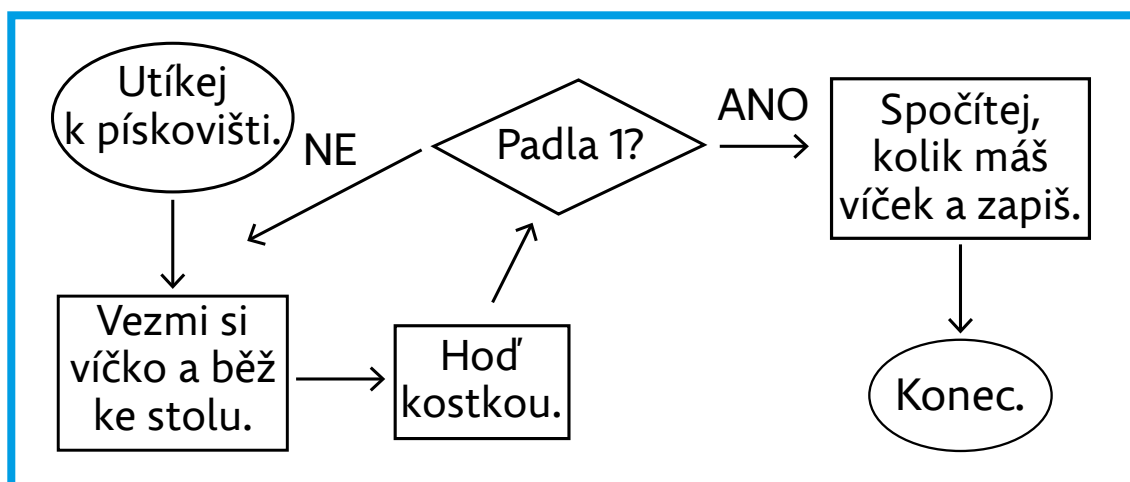 Utíkej
k pískovišti.
NE
Padla 1?
ANO
Spočítej,
kolik máš
víček a zapiš.
Vezmi si
víčko a běž
ke stolu.
Hoď
kostkou.
Konec.